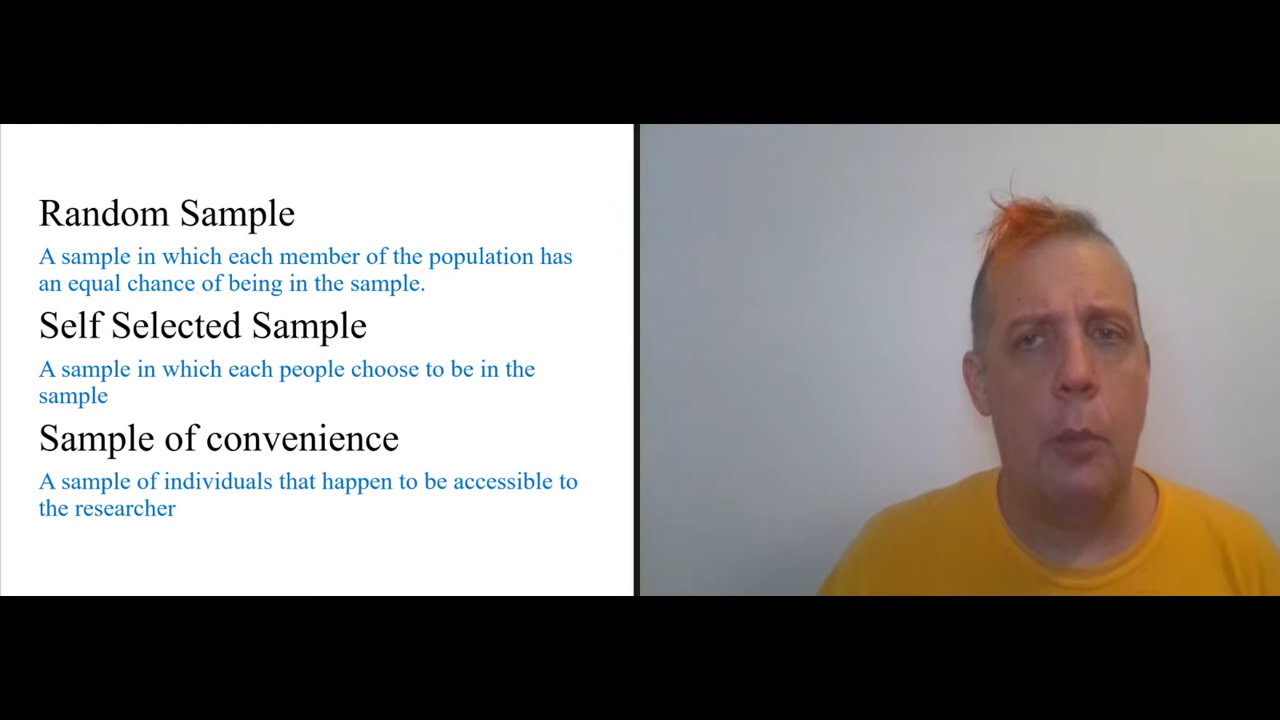 Random Sample
A sample in which each member of the population has
an equal chance of being in the sample.
Self Selected Sample
A sample in which each people choose to be in the
sample
Sample of convenience
A sample of individuals that happen to be accessible to
the researcher